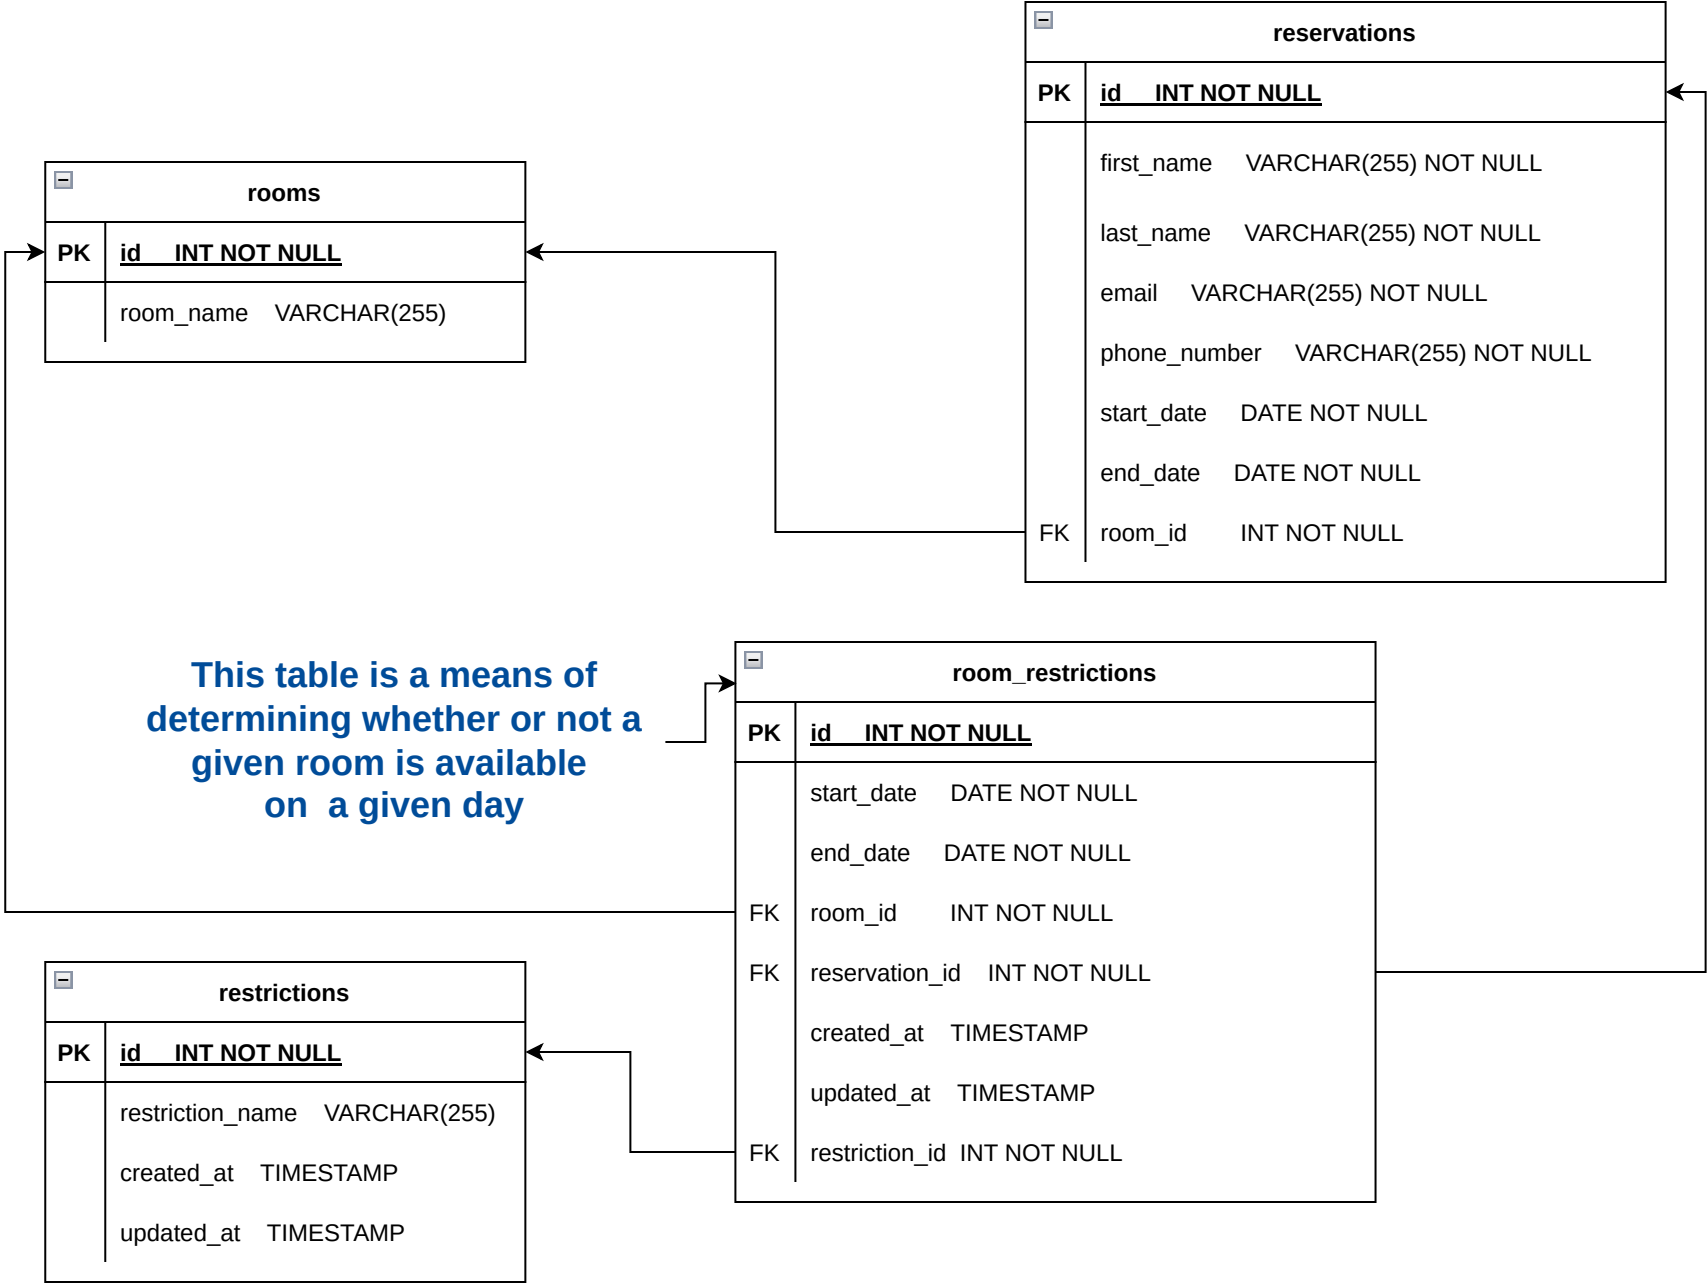 reservations
PK id INT NOT NULL
first_name VARCHAR(255) NOT NULL
last_name VARCHAR(255) NOT NULL
email VARCHAR(255) NOT NULL
phone_number VARCHAR(255) NOT NULL
start_date DATE NOT NULL
end_date DATE NOT NULL
FK room_id INT NOT NULL
rooms
PK id INT NOT NULL
room_name VARCHAR(255)
This table is a means of
determining whether or not a
given room is available
on a given day
room_restrictions
PK id INT NOT NULL
start_date DATE NOT NULL
end_date DATE NOT NULL
FK room_id INT NOT NULL
FK reservation_id INT NOT NULL
created_at TIMESTAMP
updated_at TIMESTAMP
FK restriction_id INT NOT NULL
restrictions
PK id INT NOT NULL
restriction_name VARCHAR(255)
created_at TIMESTAMP
updated_at TIMESTAMP